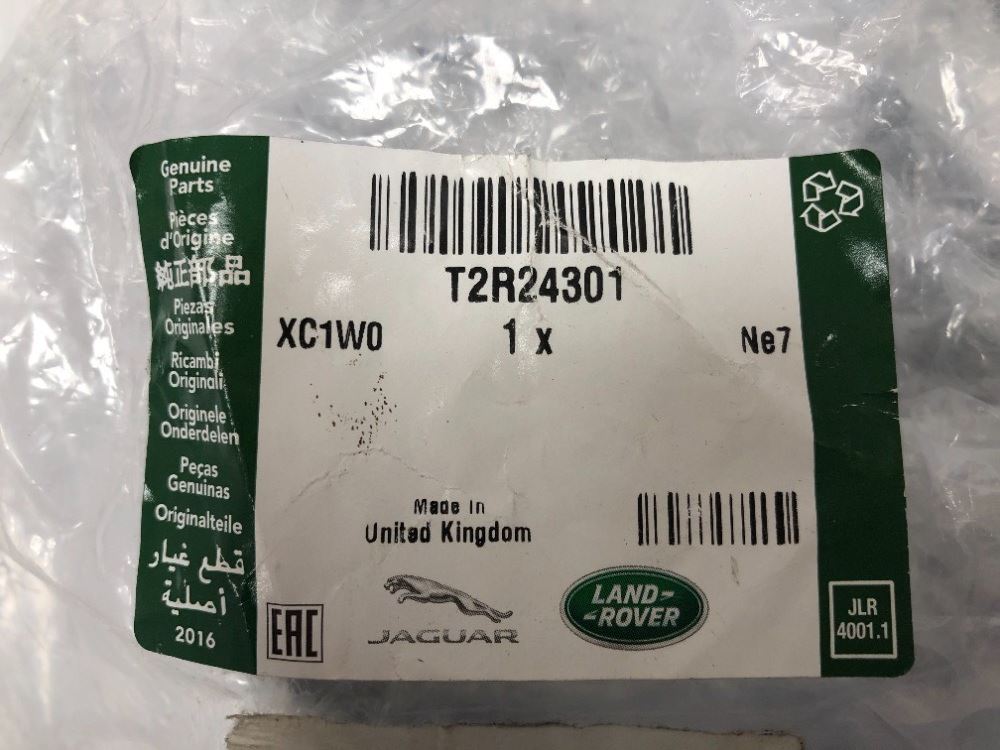 Genuine
Parts
Pièces
d'Origine
純正部品
Piezas
Originales
Ricambi
Originali
Originele
Onderdelen
Peças
Genuinas
Originalteile
قطع غيار
أصلية
2016
T2R24301
XC1W0 1 x Ne7
Made in
United Kingdom
EAC
JAGUAR
LAND-
-ROVER
JLR
4001.1